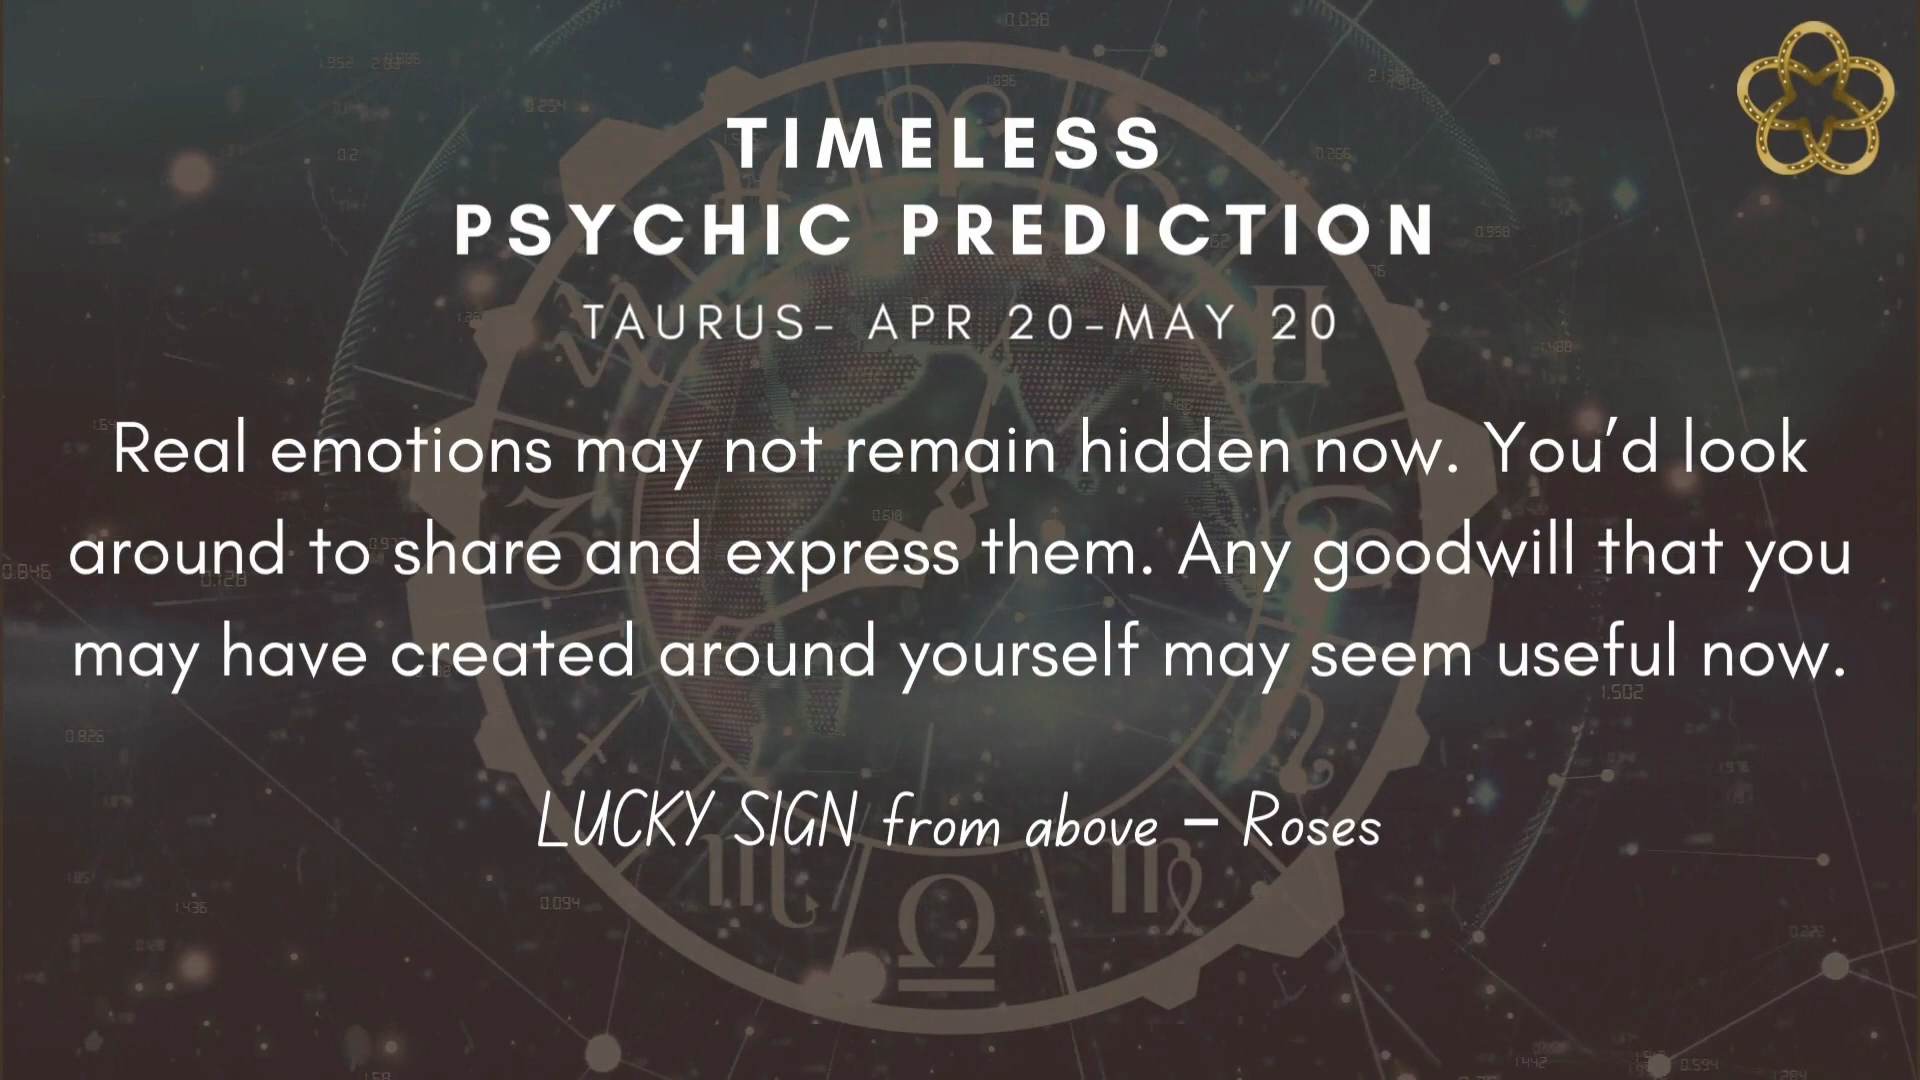 TIMELESS
PSYCHIC PREDICTION
TAURUS- APR 20-MAY 20
Real emotions may not remain hidden now. You’d look
around to share and express them. Any goodwill that you
may have created around yourself may seem useful now.
LUCKY SIGN from above – Roses